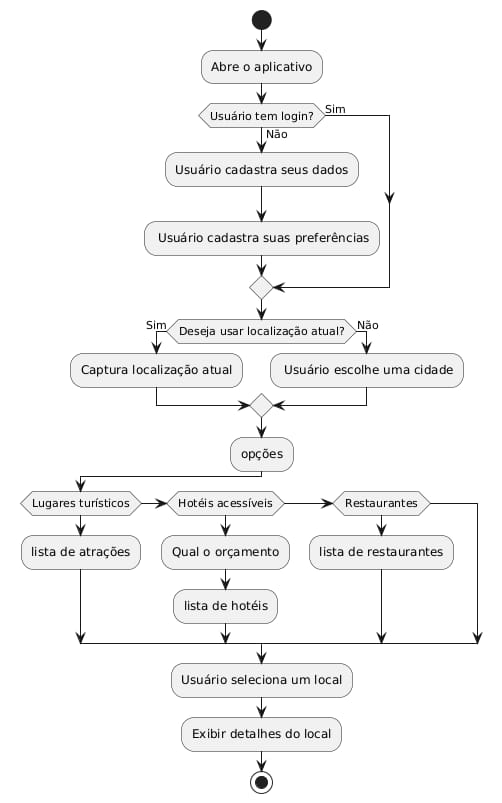 Abre o aplicativo
Usuário tem login?
Sim
Não
Usuário cadastra seus dados
Usuário cadastra suas preferências
Deseja usar localização atual?
Sim
Não
Captura localização atual
Usuário escolhe uma cidade
opções
Lugares turísticos
Hotéis acessíveis
Restaurantes
lista de atrações
Qual o orçamento
lista de restaurantes
lista de hotéis
Usuário seleciona um local
Exibir detalhes do local